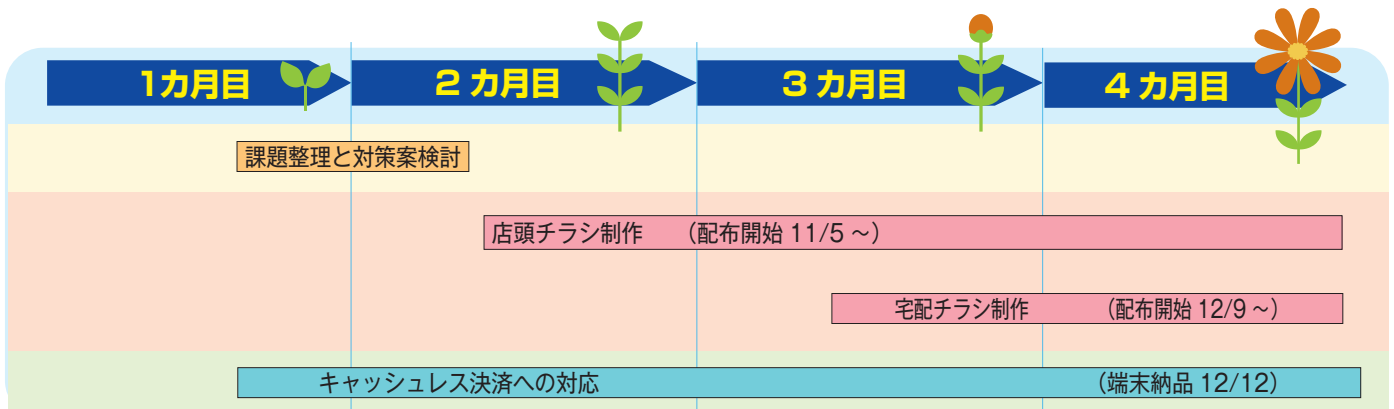 1カ月目
2 カ月目
3 カ月目
4 カ月目
課題整理と対策案検討
店頭チラシ制作 (配布開始 11/5 ~)
宅配チラシ制作 (配布開始 12/9 ~)
キャッシュレス決済への対応 (端末納品 12/12)